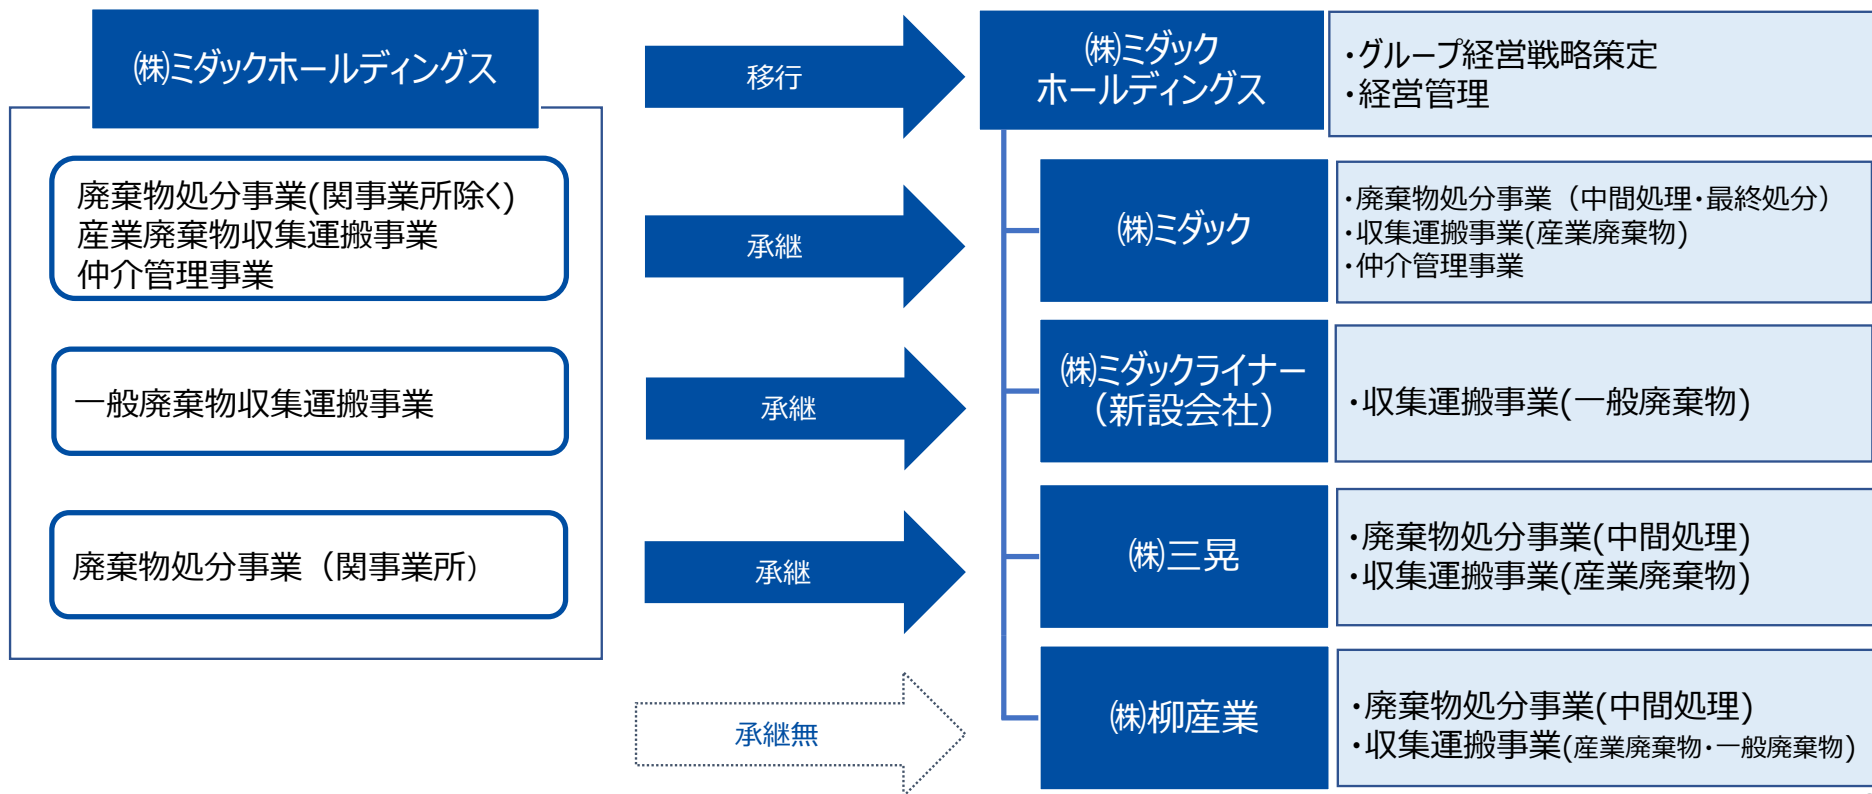 ㈱ミダックホールディングス
廃棄物処分事業(関事業所除く)
産業廃棄物収集運搬事業
仲介管理事業
一般廃棄物収集運搬事業
廃棄物処分事業（関事業所）
移行
承継
承継
承継
承継無
㈱ミダック
ホールディングス
・グループ経営戦略策定
・経営管理
㈱ミダック
・廃棄物処分事業（中間処理・最終処分）
・収集運搬事業(産業廃棄物)
・仲介管理事業
㈱ミダックライナー
（新設会社）
・収集運搬事業(一般廃棄物)
㈱三晃
・廃棄物処分事業(中間処理)
・収集運搬事業(産業廃棄物)
㈱柳産業
・廃棄物処分事業(中間処理)
・収集運搬事業(産業廃棄物・一般廃棄物)